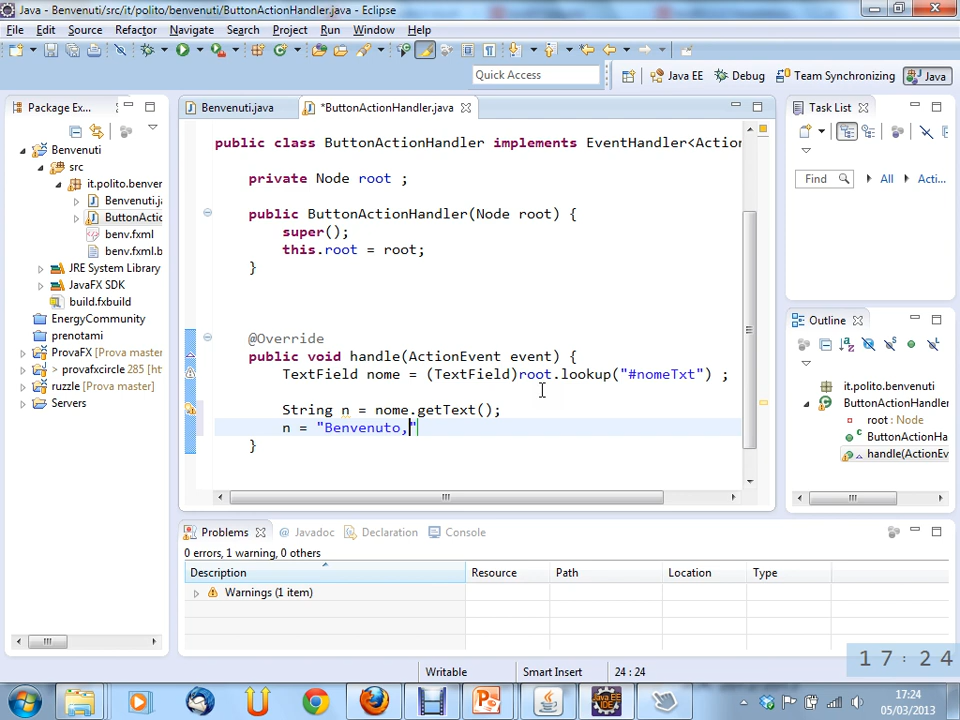 Java - Benvenuti/src/it/polito/benvenuti/ButtonActionHandler.java - Eclipse
File Edit Source Refactor Navigate Search Project Run Window Help
Quick Access Java EE Debug Team Synchronizing Java
Package Ex...
Benvenuti
src
it.polito.benver
Benvenuti.ja
ButtonActio
benv.fxml
benv.fxml.b
JRE System Library
JavaFX SDK
build.fxbuild
EnergyCommunity
prenotami
ProvaFX [Prova master]
> provafxcircle 285 [Prova
ruzzle [Prova master]
Servers
Benvenuti.java *ButtonActionHandler.java
public class ButtonActionHandler implements EventHandler<Action
private Node root ;
public ButtonActionHandler(Node root) {
super();
this.root = root;
}
@Override
public void handle(ActionEvent event) {
TextField nome = (TextField)root.lookup("#nomeTxt") ;
String n = nome.getText();
n = "Benvenuto,"
}
Task List
Find All Acti...
Outline
it.polito.benvenuti
ButtonActionHandler
root : Node
ButtonActionHa
handle(ActionEv
Problems Javadoc Declaration Console
0 errors, 1 warning, 0 others
Description Resource Path Location Type
Warnings (1 item)
Writable Smart Insert 24 : 24
17:24
17:24
05/03/2013